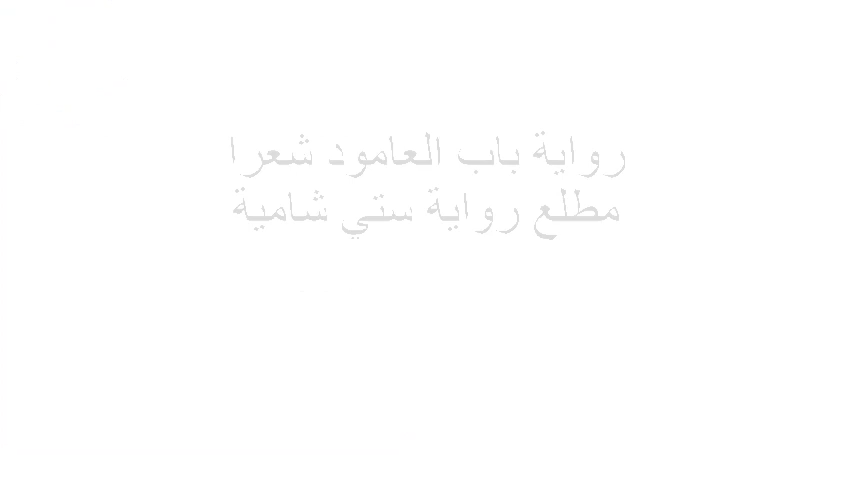 رواية باب العامود شعرا
مطلع رواية ستي شامية